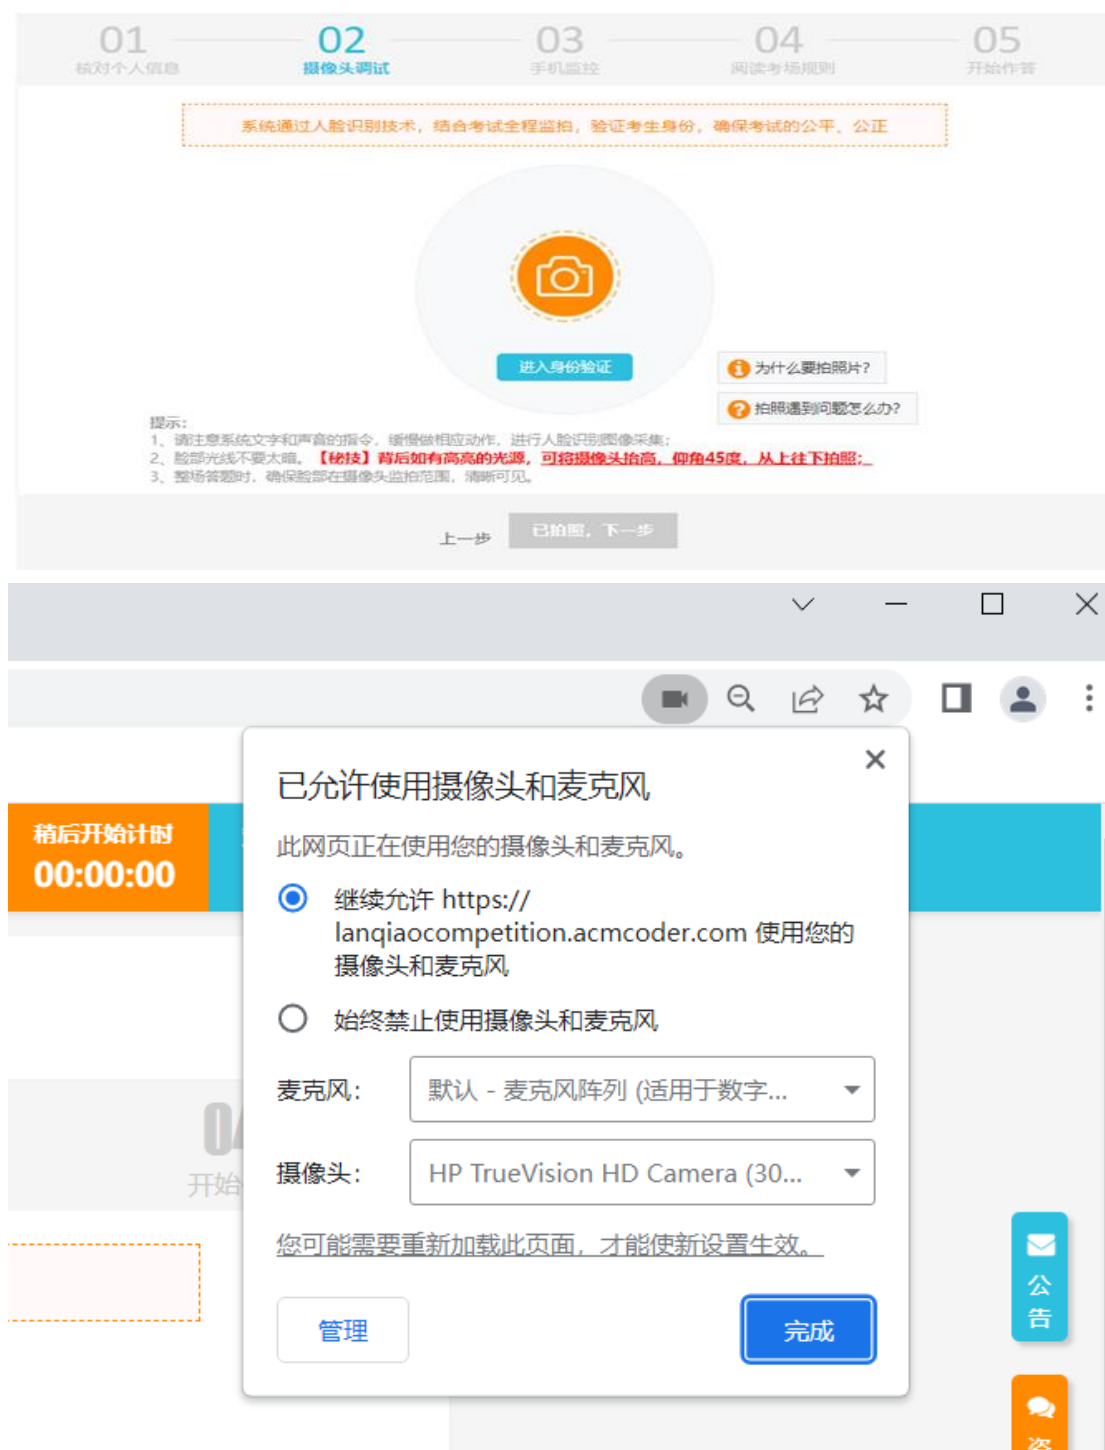 01
核对个人信息
02
摄像头调试
03
手机监控
04
阅读考场规则
05
开始作答
系统通过人脸识别技术，结合考试全程监拍，验证考生身份，确保考试的公平、公正
进入身份验证
为什么要拍照片?
拍照遇到问题怎么办?
提示:
1、请注意系统文字和声音的指令，缓慢做相应动作，进行人脸识别图像采集;
2、脸部光线不要太暗。【秘技】背后如有高亮的光源，可将摄像头抬高，仰角45度，从上往下拍照;
3、整场答题时，确保脸部在摄像头监拍范围，清晰可见。
上一步
已拍照，下一步
已允许使用摄像头和麦克风
稍后开始计时
00:00:00
此网页正在使用您的摄像头和麦克风。
继续允许 https://
lanqiaocompetition.acmcoder.com 使用您的
摄像头和麦克风
始终禁止使用摄像头和麦克风
麦克风:
默认 - 麦克风阵列 (适用于数字...
开始
摄像头:
HP TrueVision HD Camera (30...
您可能需要重新加载此页面，才能使新设置生效。
管理
完成
公告